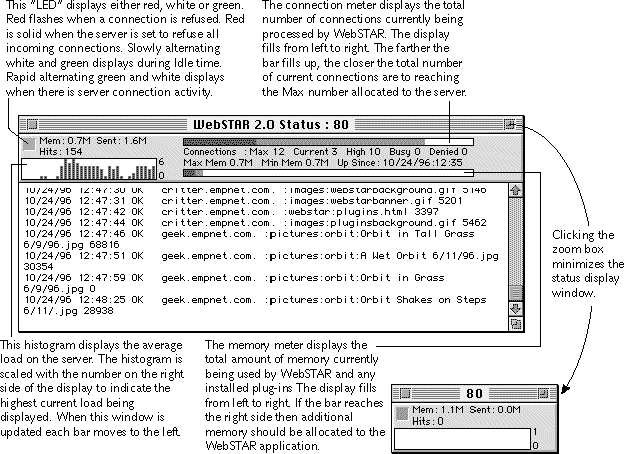 This "LED" displays either red, white or green.
Red flashes when a connection is refused. Red
is solid when the server is set to refuse all
incoming connections. Slowly alternating
white and green displays during Idle time.
Rapid alternating green and white displays
when there is server connection activity.
The connection meter displays the total
number of connections currently being
processed by WebSTAR. The display
fills from left to right. The farther the
bar fills up, the closer the total number
of current connections are to reaching
the Max number allocated to the server.
WebSTAR 2.0 Status : 80
Mem : 0.7M Sent : 1.6M
Hits : 154
6
0
Connections : Max 12 Current 3 High 10 Busy 0 Denied 0
Max Mem 0.7M Min Mem 0.7M Up Since : 10/24/96:12:35
10/24/96 12:47:30 OK critter.empnet.com. :images:webstarbackground.gif 5146
10/24/96 12:47:31 OK critter.empnet.com. :images:webstarbanner.gif 5201
10/24/96 12:47:42 OK critter.empnet.com. :webstar:plugins.html 3397
10/24/96 12:47:44 OK critter.empnet.com. :images:pluginsbackground.gif 5462
10/24/96 12:47:46 OK geek.empnet.com. :pictures:orbit:Orbit in Tall Grass
6/9/96.jpg 68816
10/24/96 12:47:51 OK geek.empnet.com. :pictures:orbit:A Wet Orbit 6/11/96.jpg
30354
10/24/96 12:47:59 OK geek.empnet.com. :pictures:orbit:Orbit in Grass
6/9/96.jpg 0
10/24/96 12:48:25 OK geek.empnet.com. :pictures:orbit:Orbit Shakes on Steps
6/11/.jpg 28938
Clicking the
zoom box
minimizes the
status display
window.
This histogram displays the average
load on the server. The histogram is
scaled with the number on the right
side of the display to indicate the
highest current load being
displayed. When this window is
updated each bar moves to the left.
The memory meter displays the
total amount of memory currently
being used by WebSTAR and any
installed plug-ins The display fills
from left to right. If the bar reaches
the right side then additional
memory should be allocated to the
WebSTAR application.
80
Mem : 1.1M Sent : 0.0M
Hits : 0
1
0